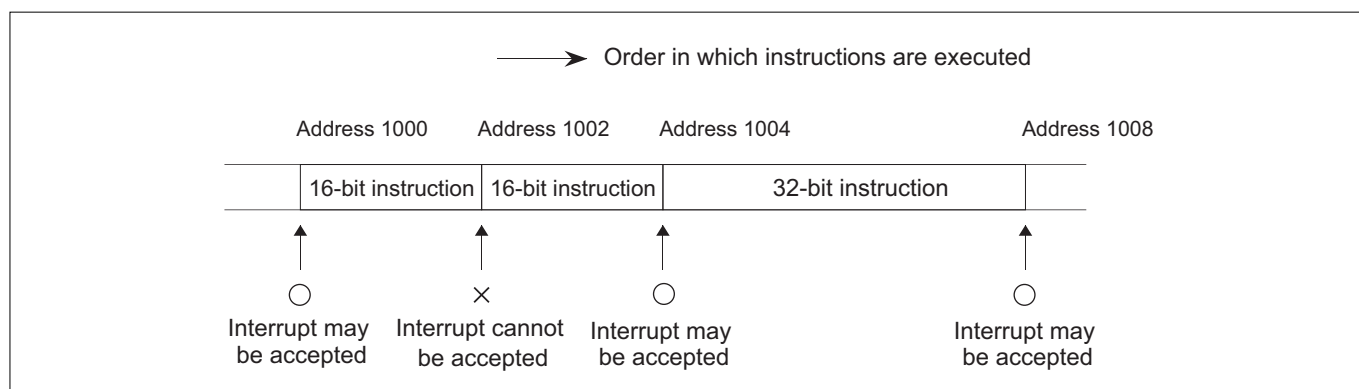 Order in which instructions are executed
Address 1000 Address 1002 Address 1004 Address 1008
16-bit instruction 16-bit instruction 32-bit instruction
Interrupt may be accepted
Interrupt cannot be accepted
Interrupt may be accepted
Interrupt may be accepted